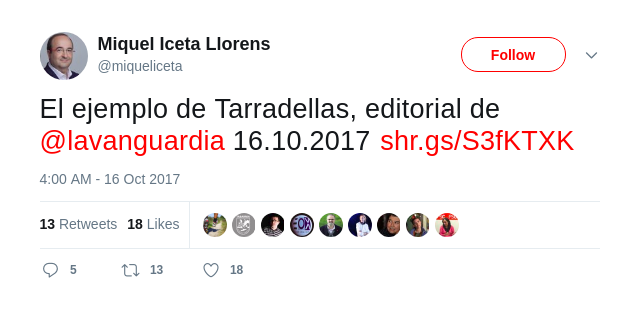 Miquel Iceta Llorens
@miqueliceta
Follow
El ejemplo de Tarradellas, editorial de
@lavanguardia 16.10.2017 shr.gs/S3fKTXK
4:00 AM - 16 Oct 2017
13 Retweets 18 Likes
5 13 18